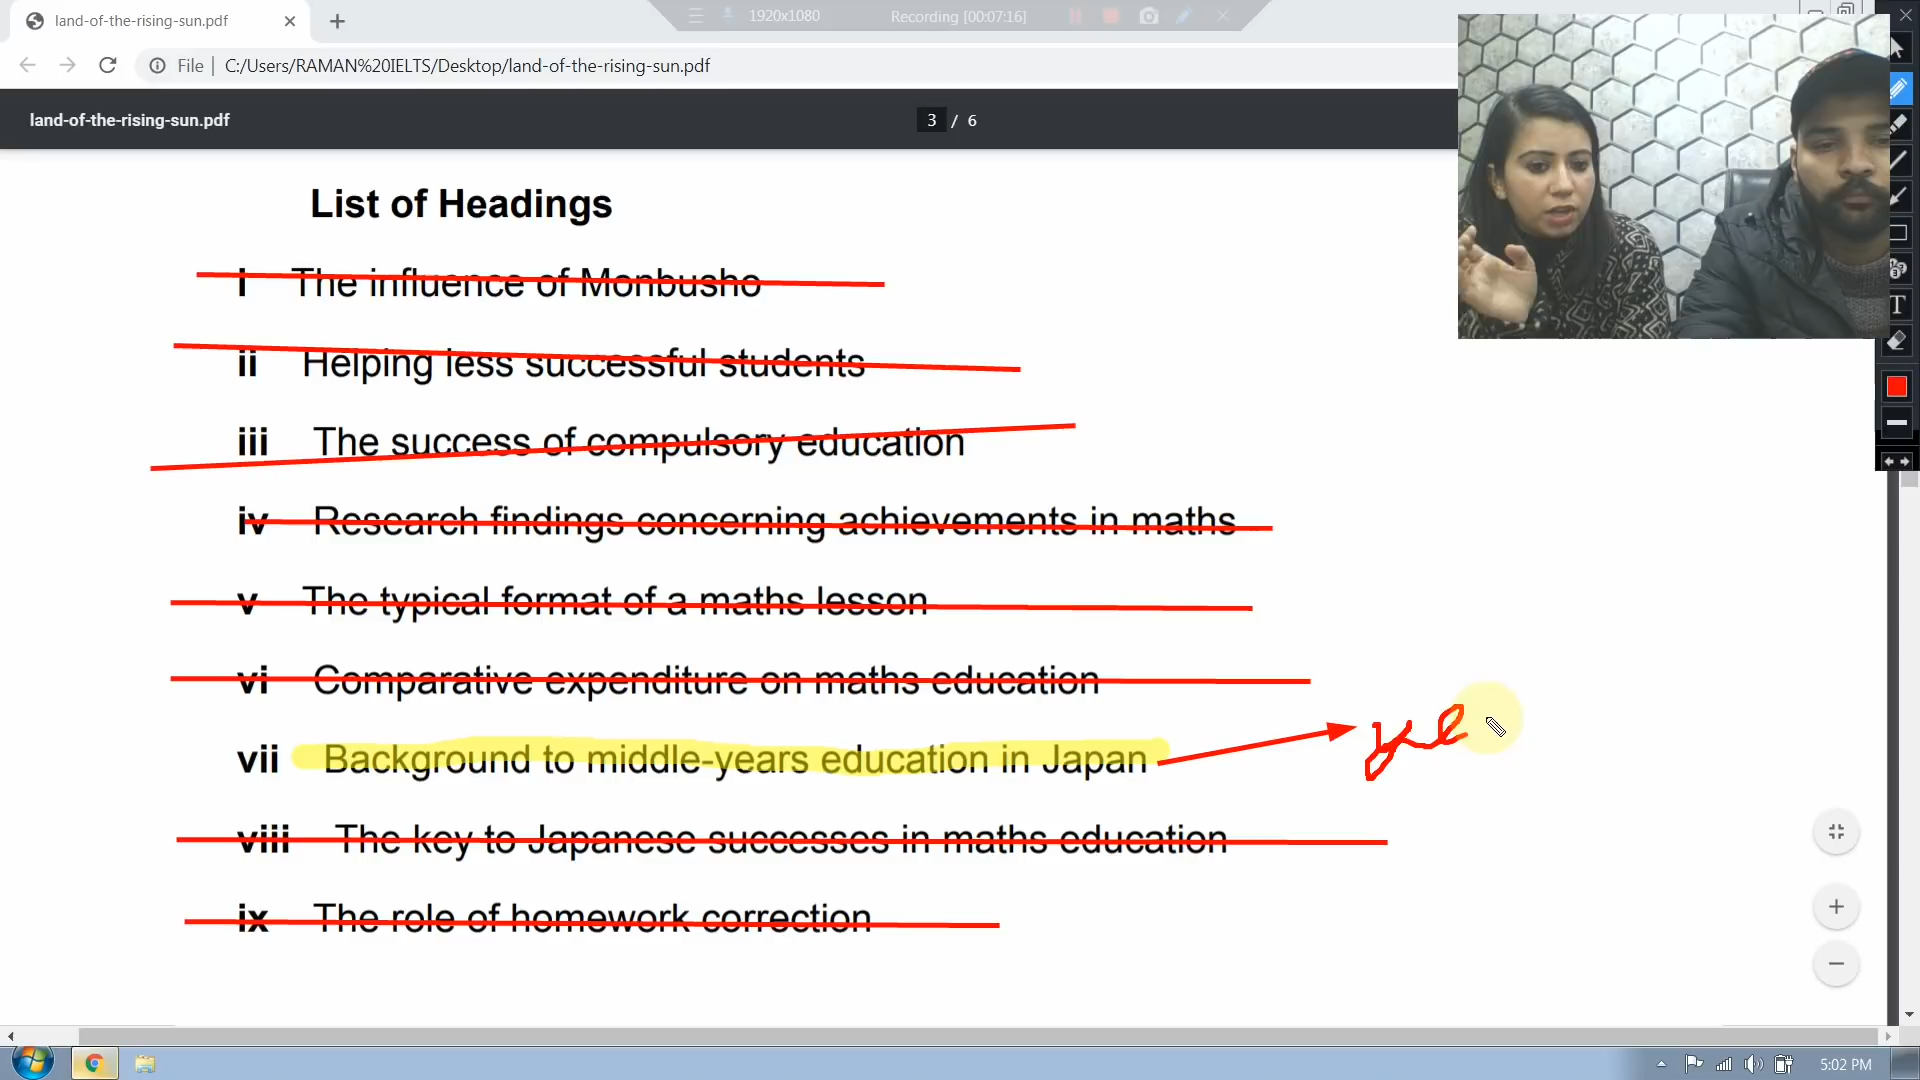 land-of-the-rising-sun.pdf
1920x1080
Recording [00:07:16]
File
C:/Users/RAMAN%20IELTS/Desktop/land-of-the-rising-sun.pdf
land-of-the-rising-sun.pdf
3 / 6
List of Headings
i The influence of Monbusho
ii Helping less successful students
iii The success of compulsory education
iv Research findings concerning achievements in maths
v The typical format of a maths lesson
vi Comparative expenditure on maths education
vii Background to middle-years education in Japan
ye
viii The key to Japanese successes in maths education
ix The role of homework correction
5:02 PM